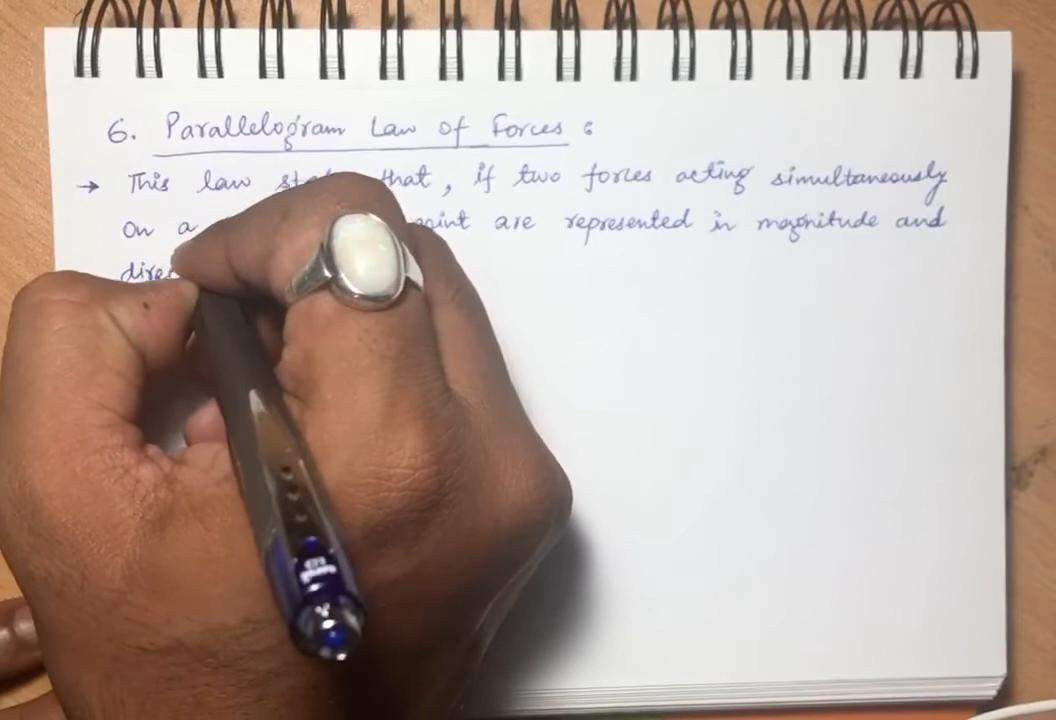 6. Parallelogram Law of Forces :
→ This law that, if two forces acting simultaneously
on a are represented in magnitude and